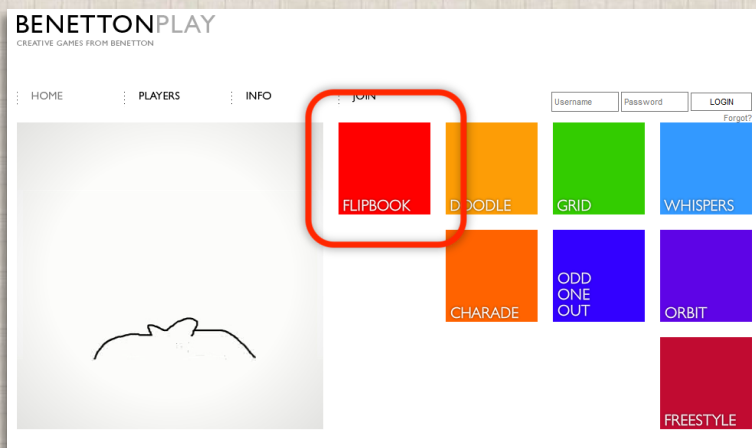 BENETTONPLAY
CREATIVE GAMES FROM BENETTON
HOME PLAYERS INFO JOIN
Username Password LOGIN
Forgot?
FLIPBOOK DOODLE GRID WHISPERS
CHARADE ODD
ONE
OUT ORBIT
FREESTYLE